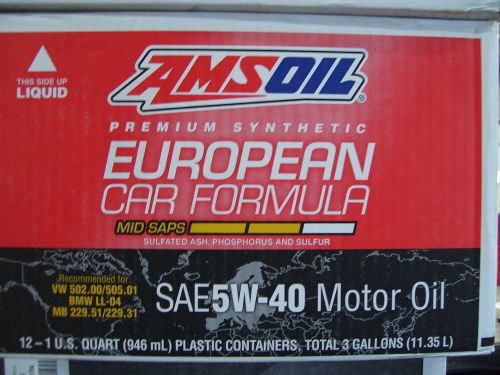 THIS SIDE UP
LIQUID
AMSOIL®
PREMIUM SYNTHETIC
EUROPEAN
CAR FORMULA
MID SAPS
SULFATED ASH, PHOSPHORUS AND SULFUR
Recommended for:
VW 502.00/505.01
BMW LL-04
MB 229.51/229.31
SAE5W-40 Motor Oil
12–1 U.S. QUART (946 mL) PLASTIC CONTAINERS, TOTAL 3 GALLONS (11.35 L)